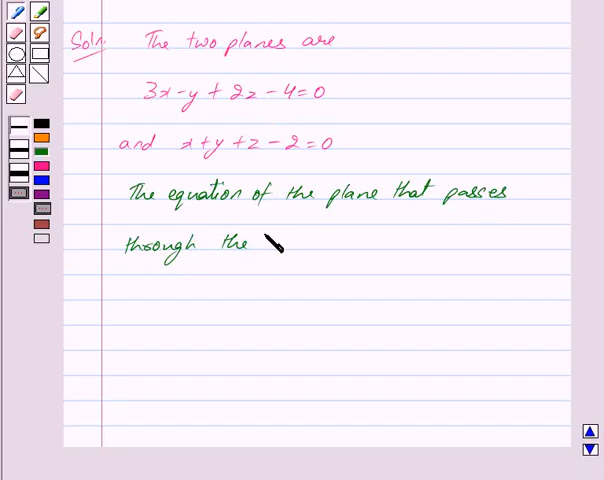 Soln. The two planes are
3x-y+2z-4=0
and x+y+z-2=0
The equation of the plane that passes
through the